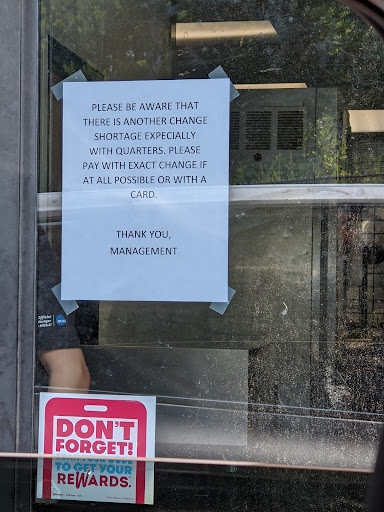 PLEASE BE AWARE THAT
THERE IS ANOTHER CHANGE
SHORTAGE EXPECIALLY
WITH QUARTERS. PLEASE
PAY WITH EXACT CHANGE IF
AT ALL POSSIBLE OR WITH A
CARD.
THANK YOU,
MANAGEMENT
Official
DON'T
FORGET!
TO GET YOUR
REWARDS.